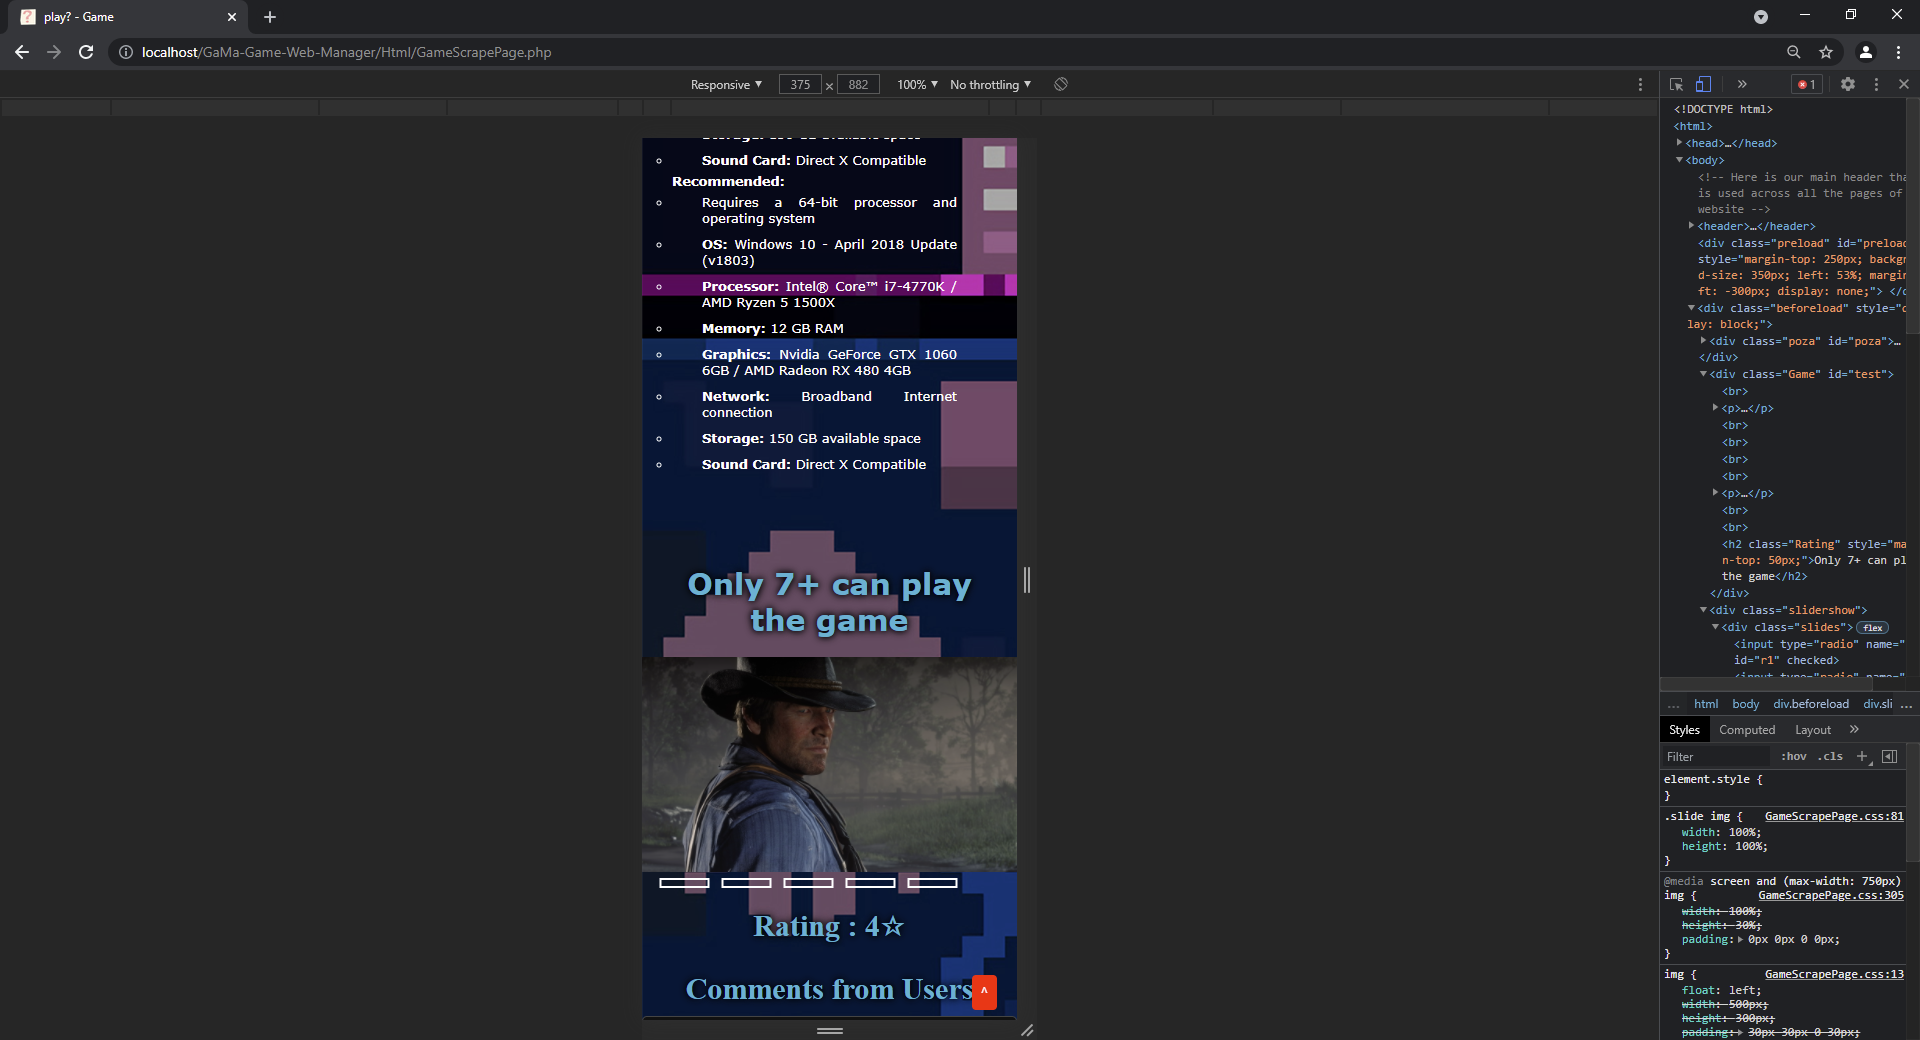 play? - Game
localhost/GaMa-Game-Web-Manager/Html/GameScrapePage.php
Responsive 375 × 882 100% No throttling
1
Sound Card: Direct X Compatible
Recommended:
Requires a 64-bit processor and
operating system
OS: Windows 10 - April 2018 Update
(v1803)
Processor: Intel® Core™ i7-4770K /
AMD Ryzen 5 1500X
Memory: 12 GB RAM
Graphics: Nvidia GeForce GTX 1060
6GB / AMD Radeon RX 480 4GB
Network: Broadband Internet
connection
Storage: 150 GB available space
Sound Card: Direct X Compatible
Only 7+ can play
the game
Rating : 4☆
Comments from Users
^
<!DOCTYPE html>
<html>
<head>…</head>
<body>
<!-- Here is our main header tha
is used across all the pages of
website -->
<header>…</header>
<div class="preload" id="preloa
style="margin-top: 250px; backg
d-size: 350px; left: 53%; margin
ft: -300px; display: none;"> </
<div class="beforeload" style="
lay: block;">
<div class="poza" id="poza">…
</div>
<div class="Game" id="test">
<br>
<p>…</p>
<br>
<br>
<br>
<br>
<p>…</p>
<br>
<br>
<h2 class="Rating" style="ma
n-top: 50px;">Only 7+ can pl
the game</h2>
</div>
<div class="slidershow">
<div class="slides"> flex
<input type="radio" name="
id="r1" checked>
<input type="radio" name="
... html body div.beforeload div.sli ...
Styles Computed Layout
Filter :hov .cls
element.style {
}
.slide img { GameScrapePage.css:81
width: 100%;
height: 100%;
}
@media screen and (max-width: 750px)
img { GameScrapePage.css:305
width: 100%;
height: 30%;
padding: 0px 0px 0 0px;
}
img { GameScrapePage.css:13
float: left;
width: 500px;
height: 300px;
padding: 30px 30px 0 30px;